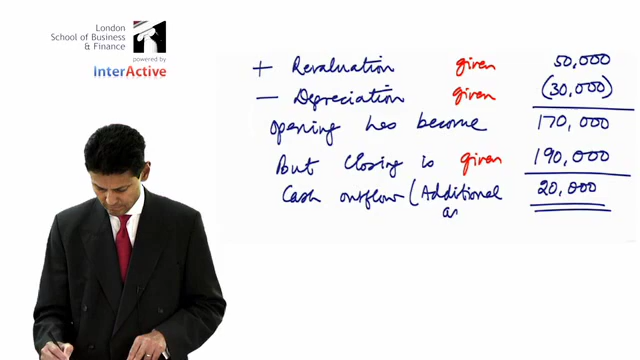 London
School of Business
& Finance
powered by
InterActive
+ Revaluation given 50,000
− Depreciation given (30,000)
Opening has become 170,000
But Closing is given 190,000
Cash outflow (Additional 20,000
as